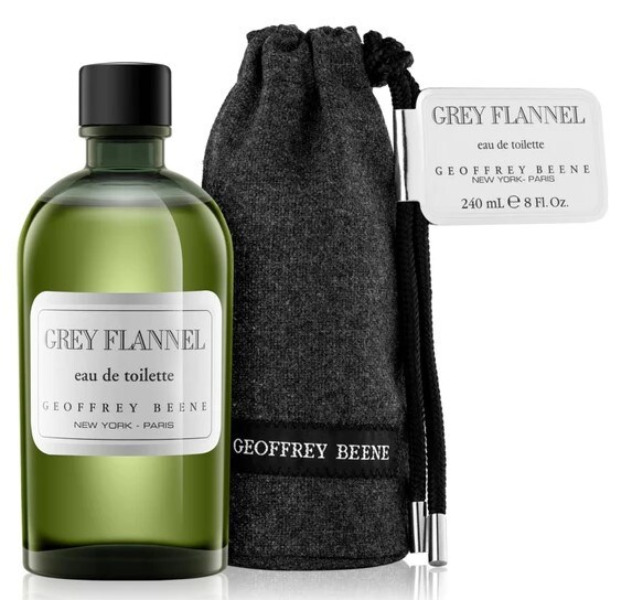 GREY FLANNEL
eau de toilette
GEOFFREY BEENE
NEW YORK - PARIS
GEOFFREY BEENE
GREY FLANNEL
eau de toilette
GEOFFREY BEENE
NEW YORK- PARIS
240 mL ℮ 8 Fl. Oz.